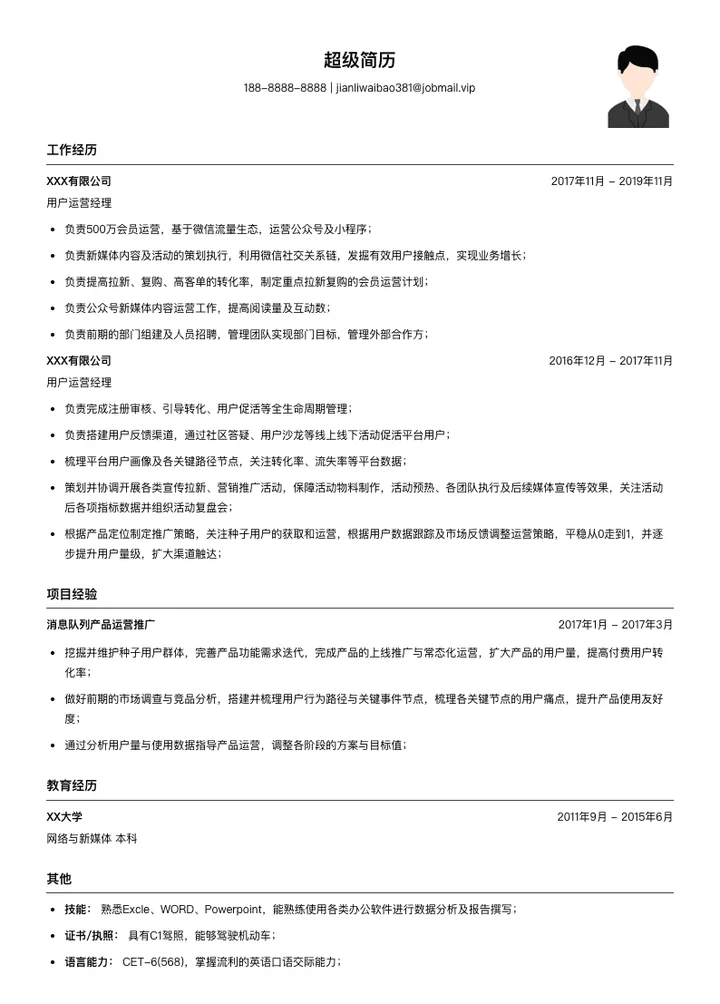 超级简历
188-8888-8888 | jianliwaibao381@jobmail.vip
工作经历
XXX有限公司 2017年11月 – 2019年11月
用户运营经理
• 负责500万会员运营，基于微信流量生态，运营公众号及小程序；
• 负责新媒体内容及活动的策划执行，利用微信社交关系链，发掘有效用户接触点，实现业务增长；
• 负责提高拉新、复购、高客单的转化率，制定重点拉新复购的会员运营计划；
• 负责公众号新媒体内容运营工作，提高阅读量及互动数；
• 负责前期的部门组建及人员招聘，管理团队实现部门目标，管理外部合作方；
XXX有限公司 2016年12月 – 2017年11月
用户运营经理
• 负责完成注册审核、引导转化、用户促活等全生命周期管理；
• 负责搭建用户反馈渠道，通过社区答疑、用户沙龙等线上线下活动促活平台用户；
• 梳理平台用户画像及各关键路径节点，关注转化率、流失率等平台数据；
• 策划并协调开展各类宣传拉新、营销推广活动，保障活动物料制作，活动预热、各团队执行及后续媒体宣传等效果，关注活动
后各项指标数据并组织活动复盘会；
• 根据产品定位制定推广策略，关注种子用户的获取和运营，根据用户数据跟踪及市场反馈调整运营策略，平稳从0走到1，并逐
步提升用户量级，扩大渠道触达；
项目经验
消息队列产品运营推广 2017年1月 – 2017年3月
• 挖掘并维护种子用户群体，完善产品功能需求迭代，完成产品的上线推广与常态化运营，扩大产品的用户量，提高付费用户转
化率；
• 做好前期的市场调查与竞品分析，搭建并梳理用户行为路径与关键事件节点，梳理各关键节点的用户痛点，提升产品使用友好
度；
• 通过分析用户量与使用数据指导产品运营，调整各阶段的方案与目标值；
教育经历
XX大学 2011年9月 – 2015年6月
网络与新媒体 本科
其他
• 技能： 熟悉Excle、WORD、Powerpoint，能熟练使用各类办公软件进行数据分析及报告撰写；
• 证书/执照： 具有C1驾照，能够驾驶机动车；
• 语言能力： CET-6(568)，掌握流利的英语口语交际能力；